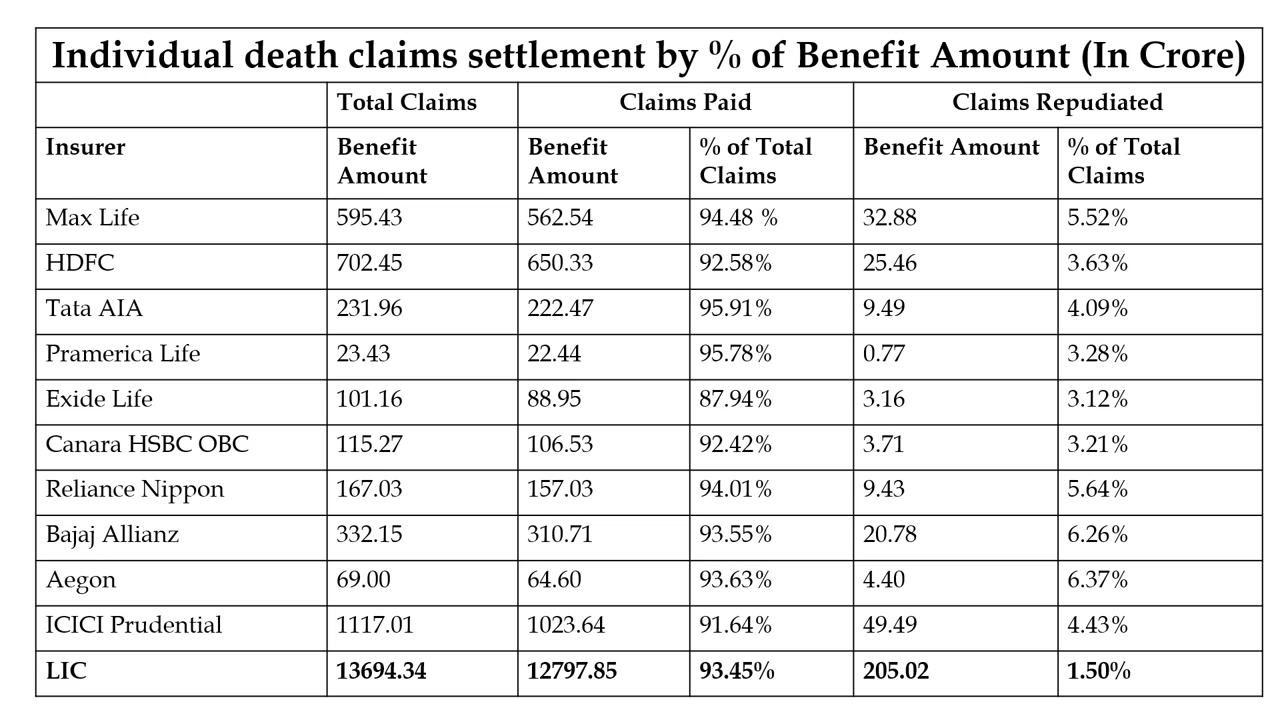 Individual death claims settlement by % of Benefit Amount (In Crore)
Total Claims Claims Paid Claims Repudiated
Insurer Benefit Amount Benefit Amount % of Total Claims Benefit Amount % of Total Claims
Max Life 595.43 562.54 94.48 % 32.88 5.52%
HDFC 702.45 650.33 92.58% 25.46 3.63%
Tata AIA 231.96 222.47 95.91% 9.49 4.09%
Pramerica Life 23.43 22.44 95.78% 0.77 3.28%
Exide Life 101.16 88.95 87.94% 3.16 3.12%
Canara HSBC OBC 115.27 106.53 92.42% 3.71 3.21%
Reliance Nippon 167.03 157.03 94.01% 9.43 5.64%
Bajaj Allianz 332.15 310.71 93.55% 20.78 6.26%
Aegon 69.00 64.60 93.63% 4.40 6.37%
ICICI Prudential 1117.01 1023.64 91.64% 49.49 4.43%
LIC 13694.34 12797.85 93.45% 205.02 1.50%